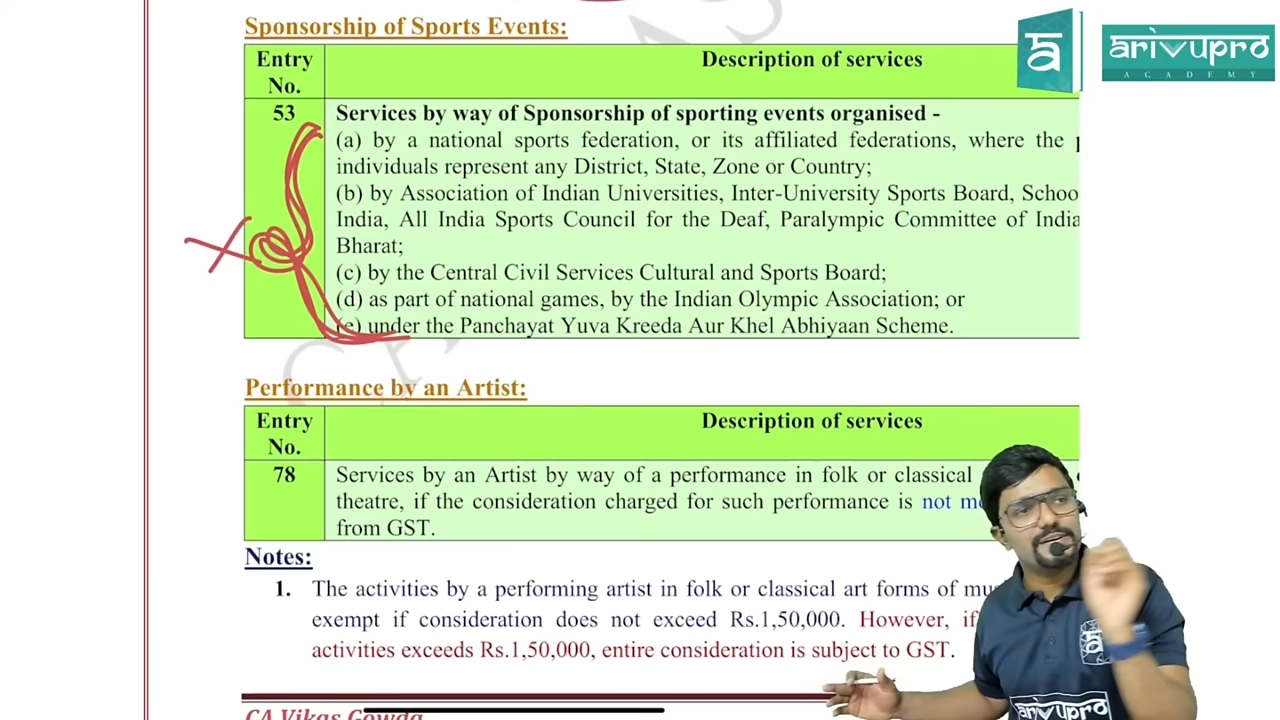 Sponsorship of Sports Events:
Entry No.
Description of services
53
Services by way of Sponsorship of sporting events organised -
(a) by a national sports federation, or its affiliated federations, where the
individuals represent any District, State, Zone or Country;
(b) by Association of Indian Universities, Inter-University Sports Board, Schoo
India, All India Sports Council for the Deaf, Paralympic Committee of India
Bharat;
(c) by the Central Civil Services Cultural and Sports Board;
(d) as part of national games, by the Indian Olympic Association; or
(e) under the Panchayat Yuva Kreeda Aur Khel Abhiyaan Scheme.
Performance by an Artist:
Entry No.
Description of services
78
Services by an Artist by way of a performance in folk or classical
theatre, if the consideration charged for such performance is not
from GST.
Notes:
1. The activities by a performing artist in folk or classical art forms of
exempt if consideration does not exceed Rs.1,50,000. However, if
activities exceeds Rs.1,50,000, entire consideration is subject to GST.
CA Vikas Gowda
arivupro
ACADEMY
arivupro